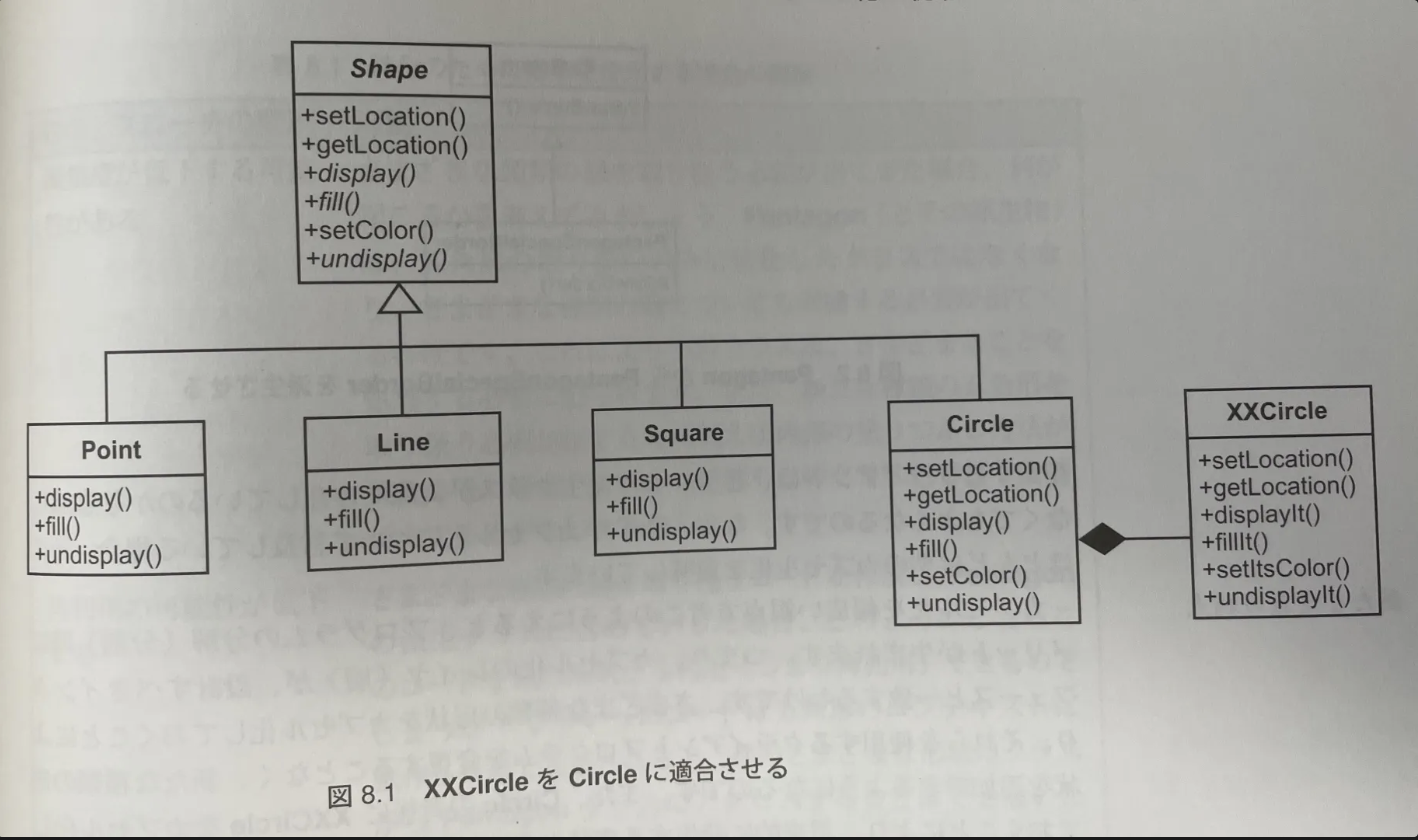 Shape
+setLocation()
+getLocation()
+display()
+fill()
+setColor()
+undisplay()
Point
+display()
+fill()
+undisplay()
Line
+display()
+fill()
+undisplay()
Square
+display()
+fill()
+undisplay()
Circle
+setLocation()
+getLocation()
+display()
+fill()
+setColor()
+undisplay()
XXCircle
+setLocation()
+getLocation()
+displayIt()
+fillIt()
+setItsColor()
+undisplayIt()
図 8.1 XXCircle を Circle に適合させる